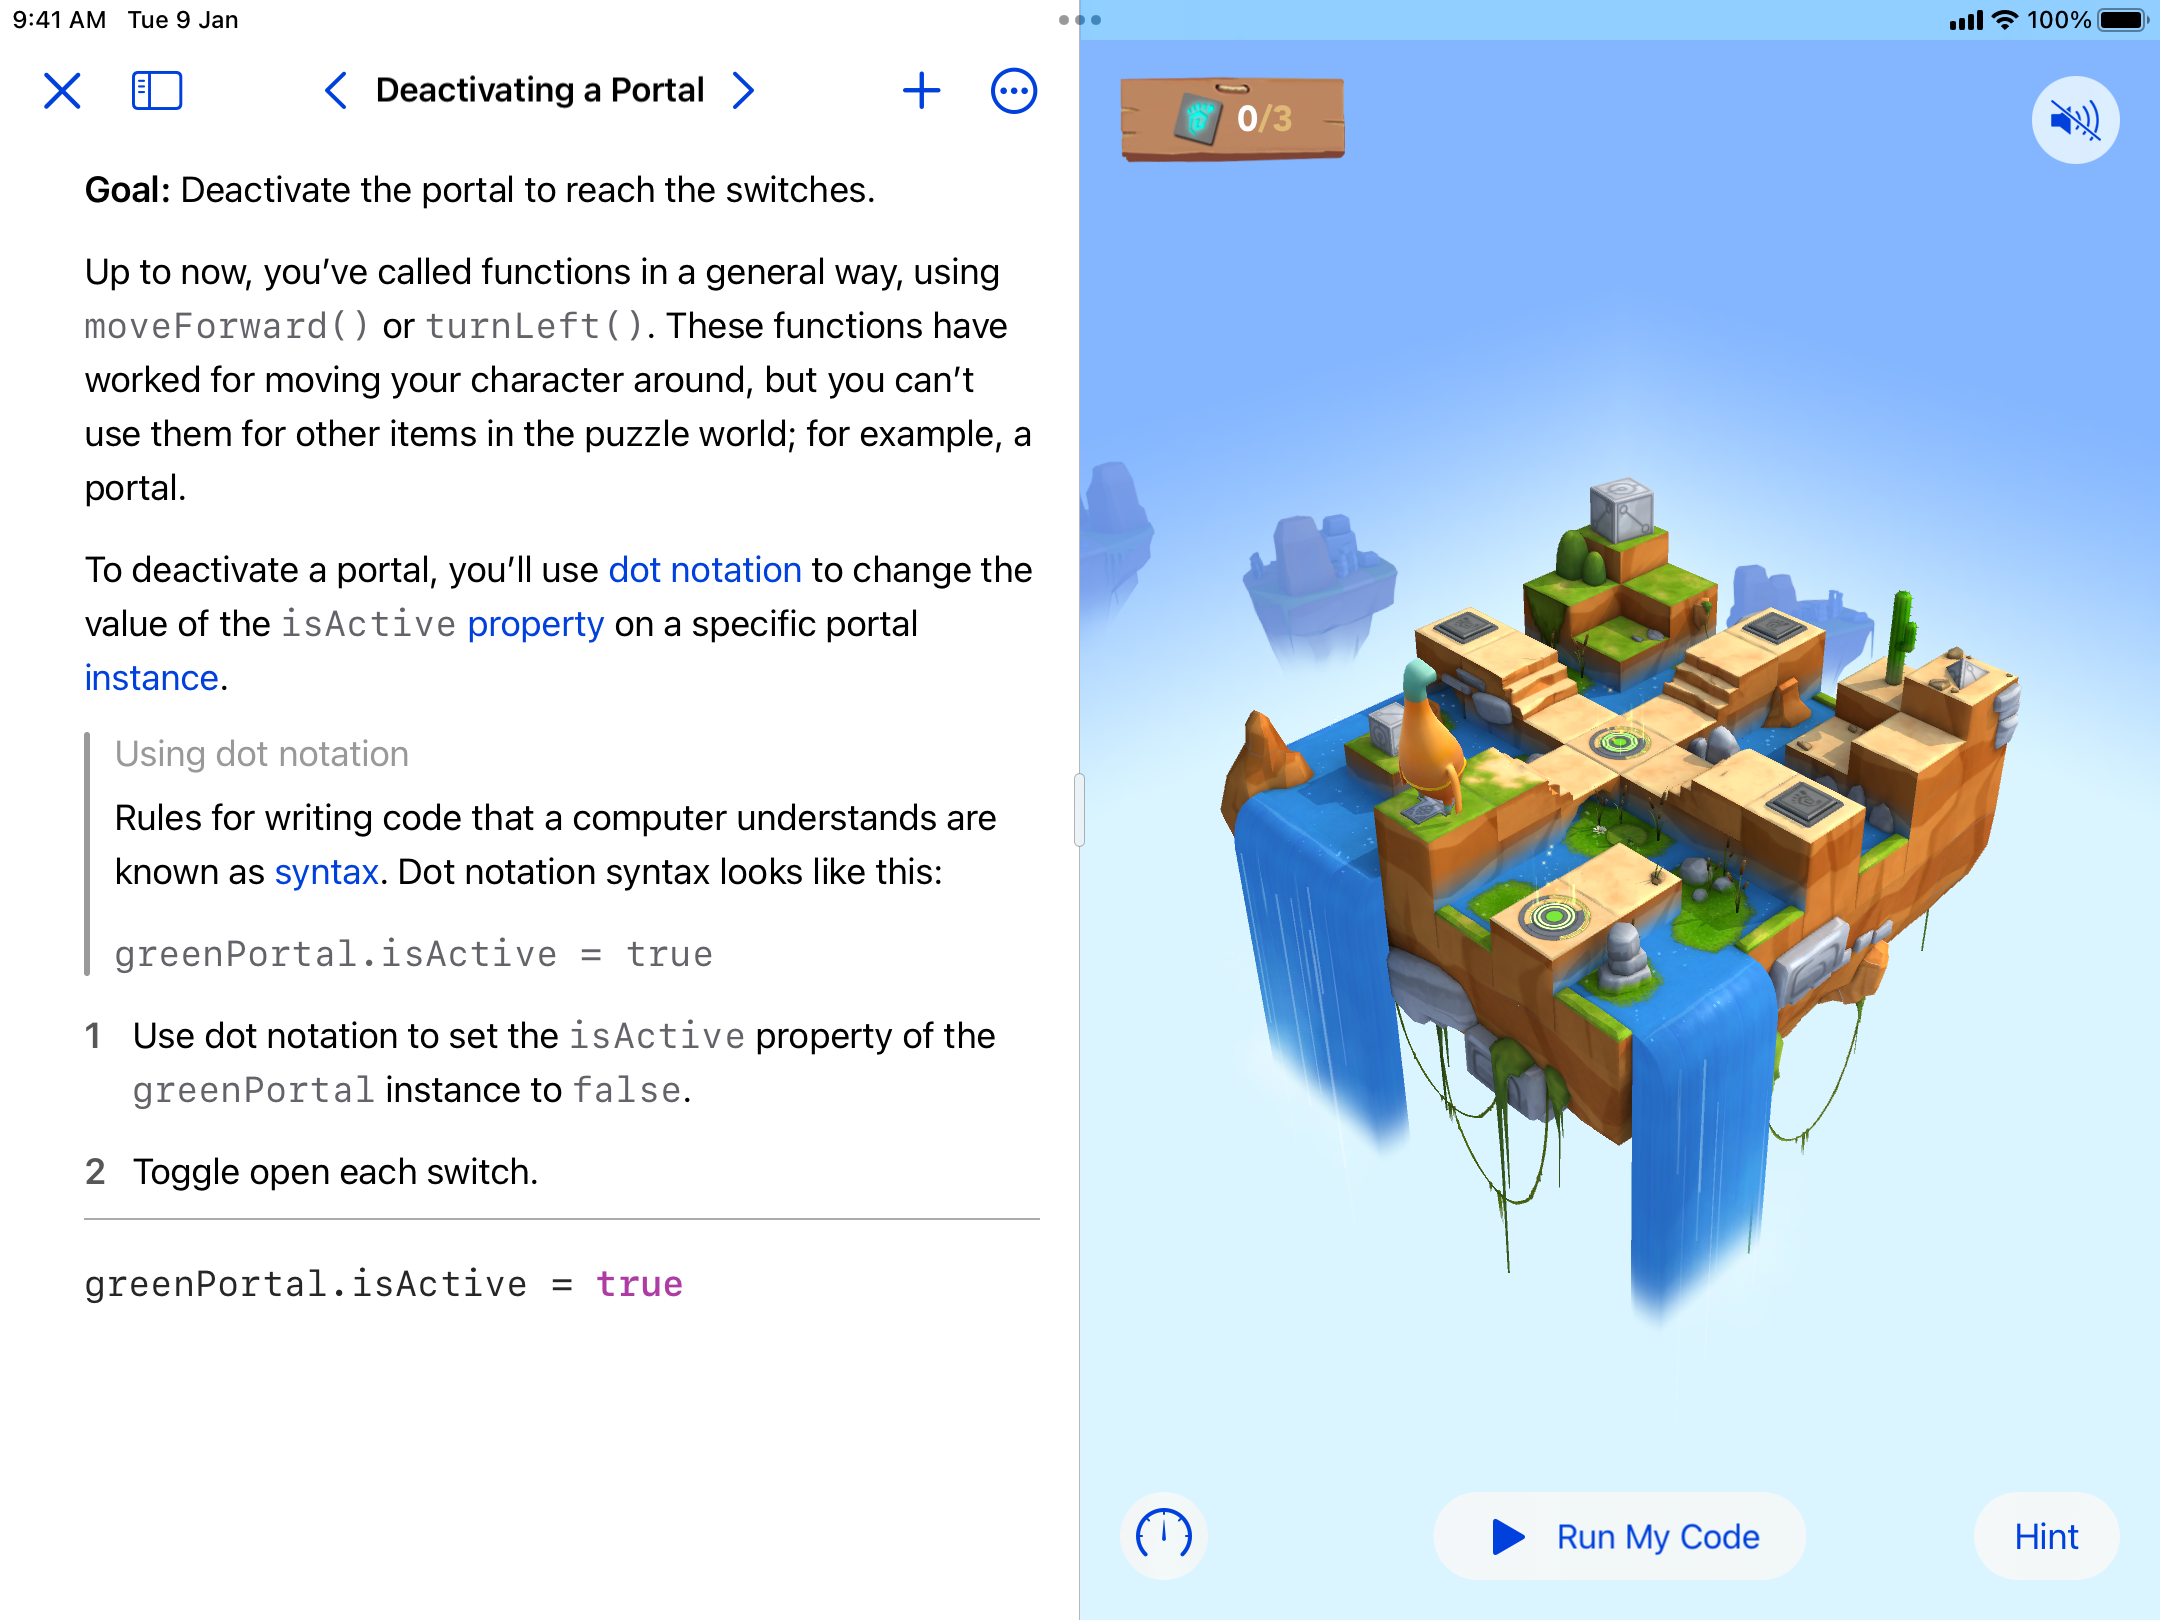 9:41 AM Tue 9 Jan
100%
Deactivating a Portal
0/3
Goal: Deactivate the portal to reach the switches.
Up to now, you’ve called functions in a general way, using
moveForward() or turnLeft(). These functions have
worked for moving your character around, but you can’t
use them for other items in the puzzle world; for example, a
portal.
To deactivate a portal, you’ll use dot notation to change the
value of the isActive property on a specific portal
instance.
Using dot notation
Rules for writing code that a computer understands are
known as syntax. Dot notation syntax looks like this:
greenPortal.isActive = true
1 Use dot notation to set the isActive property of the
greenPortal instance to false.
2 Toggle open each switch.
greenPortal.isActive = true
Run My Code
Hint